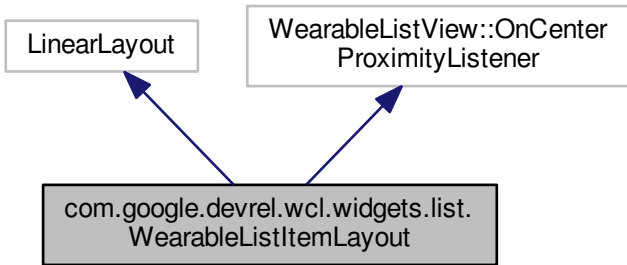 LinearLayout
WearableListView::OnCenter
ProximityListener
com.google.devrel.wcl.widgets.list.
WearableListItemLayout